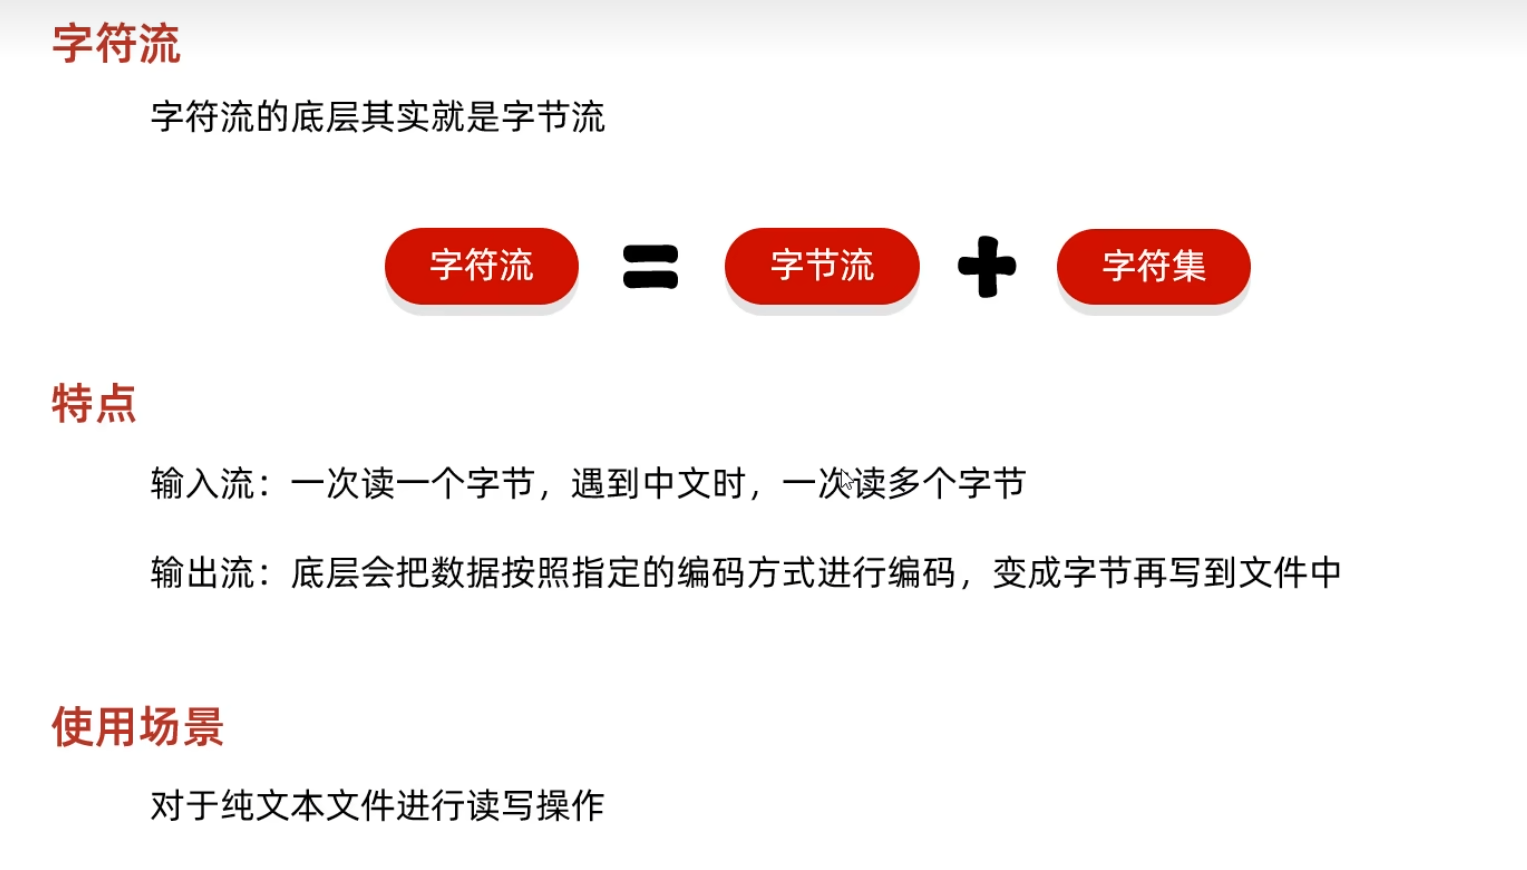 字符流
字符流的底层其实就是字节流
字符流 = 字节流 + 字符集
特点
输入流：一次读一个字节，遇到中文时，一次读多个字节
输出流：底层会把数据按照指定的编码方式进行编码，变成字节再写到文件中
使用场景
对于纯文本文件进行读写操作